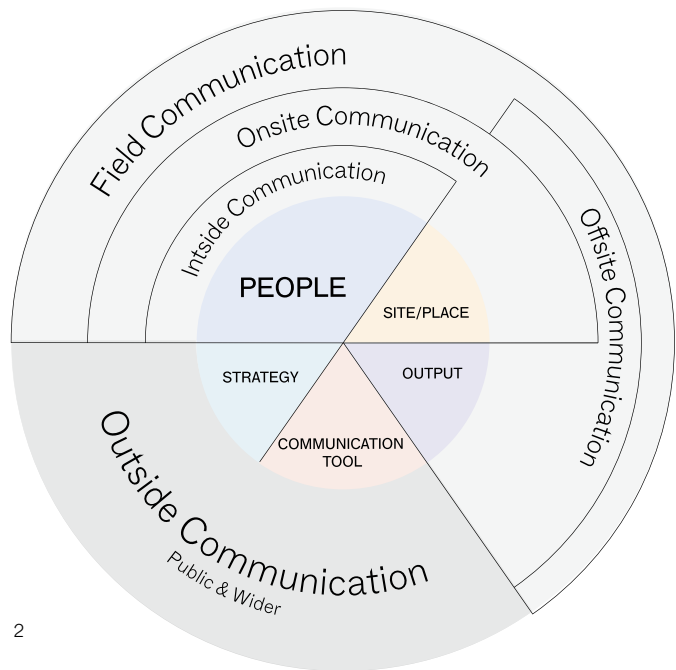 Field Communication
Onsite Communication
Intside Communication
Offsite Communication
PEOPLE
SITE/PLACE
STRATEGY
OUTPUT
COMMUNICATION
TOOL
Outside Communication
Public & Wider
2